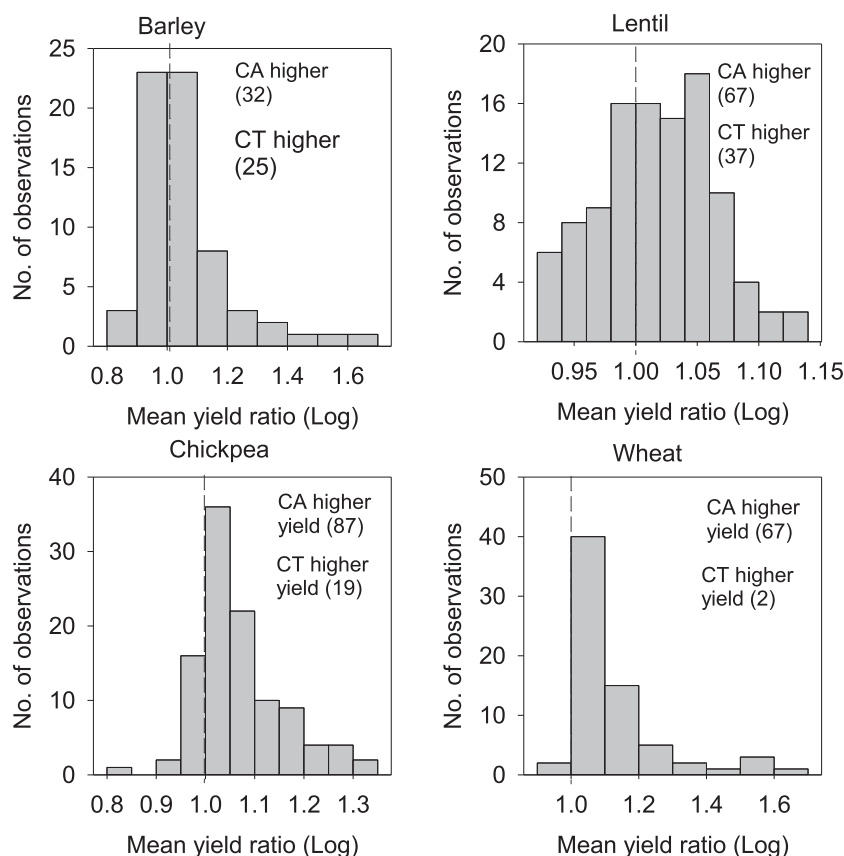 Barley
25
20
15
10
5
0
No. of observations
CA higher
(32)
CT higher
(25)
0.8 1.0 1.2 1.4 1.6
Mean yield ratio (Log)
Lentil
20
16
12
8
4
0
No. of observations
CA higher
(67)
CT higher
(37)
0.95 1.00 1.05 1.10 1.15
Mean yield ratio (Log)
Chickpea
40
30
20
10
0
No. of observations
CA higher
yield (87)
CT higher
yield (19)
0.8 0.9 1.0 1.1 1.2 1.3
Mean yield ratio (Log)
Wheat
50
40
30
20
10
0
No. of observations
CA higher
yield (67)
CT higher
yield (2)
1.0 1.2 1.4 1.6
Mean yield ratio (Log)